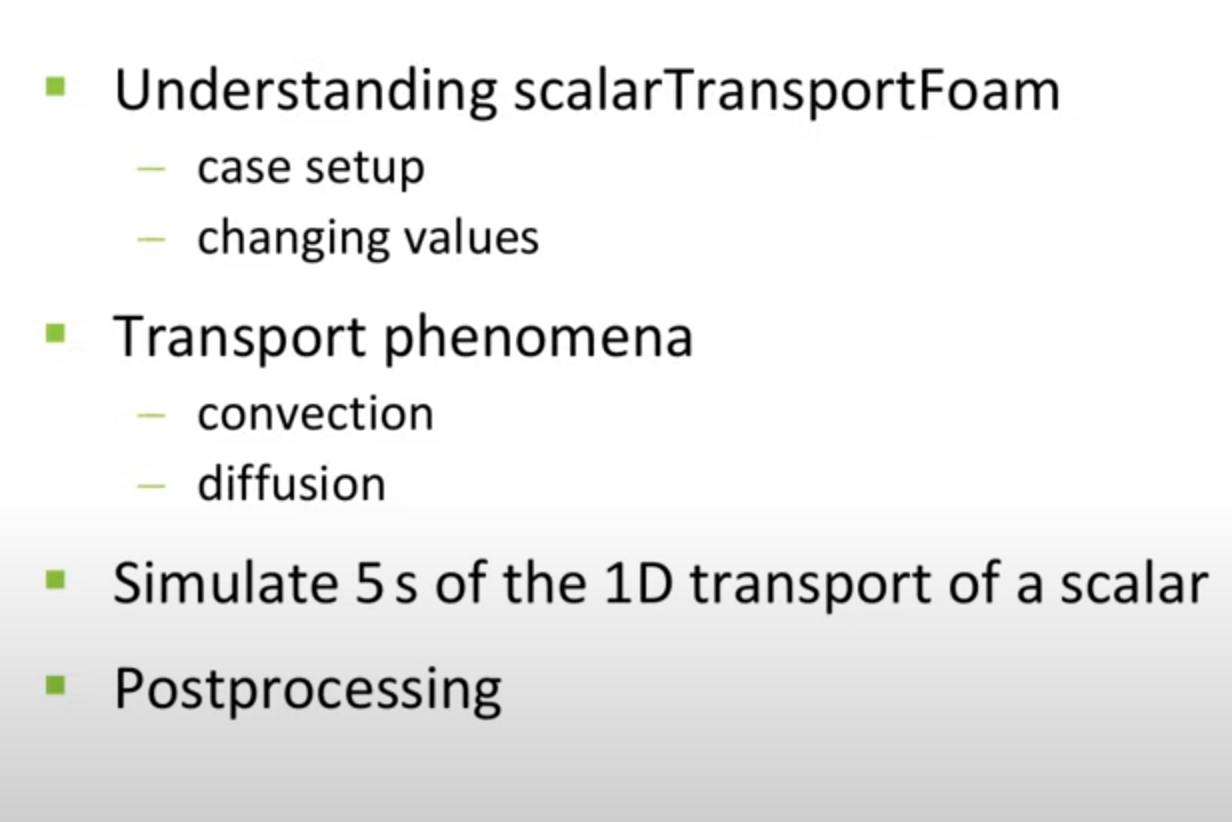 Understanding scalarTransportFoam
case setup
changing values
Transport phenomena
convection
diffusion
Simulate 5 s of the 1D transport of a scalar
Postprocessing